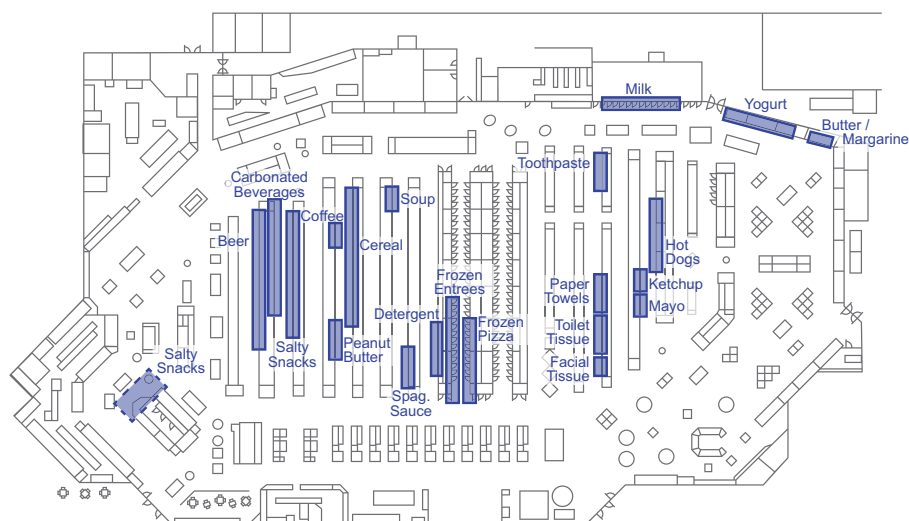 Milk
Yogurt
Butter /
Margarine
Toothpaste
Carbonated
Beverages
Soup
Coffee
Beer
Cereal
Hot
Dogs
Frozen
Entrees
Paper
Towels
Ketchup
Mayo
Detergent
Frozen
Pizza
Toilet
Tissue
Salty
Snacks
Peanut
Butter
Salty
Snacks
Facial
Tissue
Spag.
Sauce